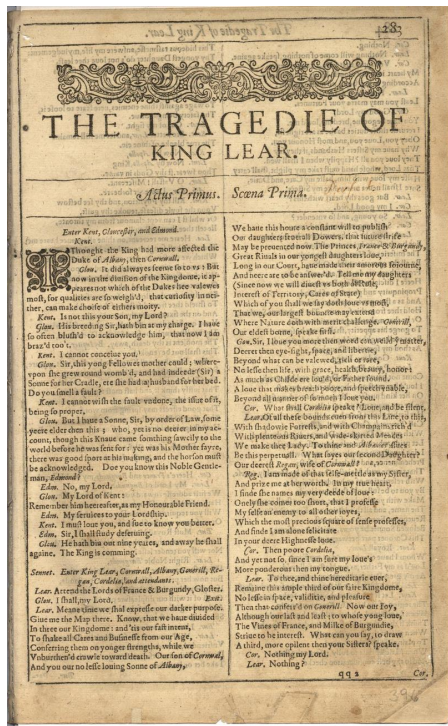 283
THE TRAGEDIE OF
KING LEAR.
Actus Primus. Scœna Prima.
Enter Kent, Gloucester, and Edmond.
Kent.
I Thought the King had more affected the
Duke of Albany, then Cornwall.
Glou. It did alwayes seeme so to vs: But
now in the diuision of the Kingdome, it ap-
peares not which of the Dukes hee valewes
most, for qualities are so weigh'd, that curiosity in nei-
ther, can make choise of eithers moity.
Kent. Is not this your Son, my Lord?
Glou. His breeding Sir, hath bin at my charge. I haue
so often blush'd to acknowledge him, that now I am
braz'd too't.
Kent. I cannot conceiue you.
Glou. Sir, this yong Fellowes mother could; where-
vpon she grew round womb'd, and had indeede (Sir) a
Sonne for her Cradle, ere she had a husband for her bed.
Do you smell a fault?
Kent. I cannot wish the fault vndone, the issue of it,
being so proper.
Glou. But I haue a Sonne, Sir, by order of Law, some
yeere elder then this; who, yet is no deerer in my ac-
count, though this Knaue came somthing sawcily to the
world before he was sent for: yet was his Mother fayre,
there was good sport at his making, and the horson must
be acknowledged. Doe you know this Noble Gentle-
man, Edmond?
Edm. No, my Lord.
Glou. My Lord of Kent:
Remember him heereafter, as my Honourable Friend.
Edm. My seruices to your Lordship.
Kent. I must loue you, and sue to know you better.
Edm. Sir, I shall study deseruing.
Glou. He hath bin out nine yeares, and away he shall
againe. The King is comming.
Sennet. Enter King Lear, Cornwall, Albany, Gonerill, Re-
gan, Cordelia, and attendants.
Lear. Attend the Lords of France & Burgundy, Gloster.
Glou. I shall, my Lord. Exit.
Lear. Meane time we shal expresse our darker purpose.
Giue me the Map there. Know, that we haue diuided
In three our Kingdome: and 'tis our fast intent,
To shake all Cares and Businesse from our Age,
Conferring them on yonger strengths, while we
Vnburthen'd crawle toward death. Our son of Cornwal,
And you our no lesse louing Sonne of Albany,
We haue this houre a constant will to publish
Our daughters seuerall Dowers, that future strife
May be preuented now. The Princes, France & Burgundy,
Great Riuals in our yongest daughters loue,
Long in our Court, haue made their amorous soiourne,
And heere are to be answer'd. Tell me my daughters
(Since now we will diuest vs both of Rule,
Interest of Territory, Cares of State)
Which of you shall we say doth loue vs most,
That we, our largest bountie may extend
Where Nature doth with merit challenge. Gonerill,
Our eldest borne, speake first.
Gon. Sir, I loue you more then word can weild y matter,
Deerer then eye-sight, space, and libertie,
Beyond what can be valewed, rich or rare,
No lesse then life, with grace, health, beauty, honor:
As much as Childe ere lou'd, or Father found.
A loue that makes breath poore, and speech vnable,
Beyond all manner of so much I loue you.
Cor. What shall Cordelia speake? Loue, and be silent.
Lear. Of all these bounds euen from this Line, to this,
With shadowie Forrests, and with Champains rich'd
With plenteous Riuers, and wide-skirted Meades
We make thee Lady. To thine and Albanies issues
Be this perpetuall. What sayes our second Daughter?
Our deerest Regan, wife of Cornwall?
Reg. I am made of that selfe-mettle as my Sister,
And prize me at her worth. In my true heart,
I finde she names my very deede of loue:
Onely she comes too short, that I professe
My selfe an enemy to all other ioyes,
Which the most precious square of sense professes,
And finde I am alone felicitate
In your deere Highnesse loue.
Cor. Then poore Cordelia,
And yet not so, since I am sure my loue's
More ponderous then my tongue.
Lear. To thee, and thine hereditarie euer,
Remaine this ample third of our faire Kingdome,
No lesse in space, validitie, and pleasure
Then that conferr'd on Gonerill. Now our Ioy,
Although our last and least; to whose yong loue,
The Vines of France, and Milke of Burgundie,
Striue to be interest. What can you say, to draw
A third, more opilent then your Sisters? speake.
Cor. Nothing my Lord.
Lear. Nothing?
qq2 Cor.